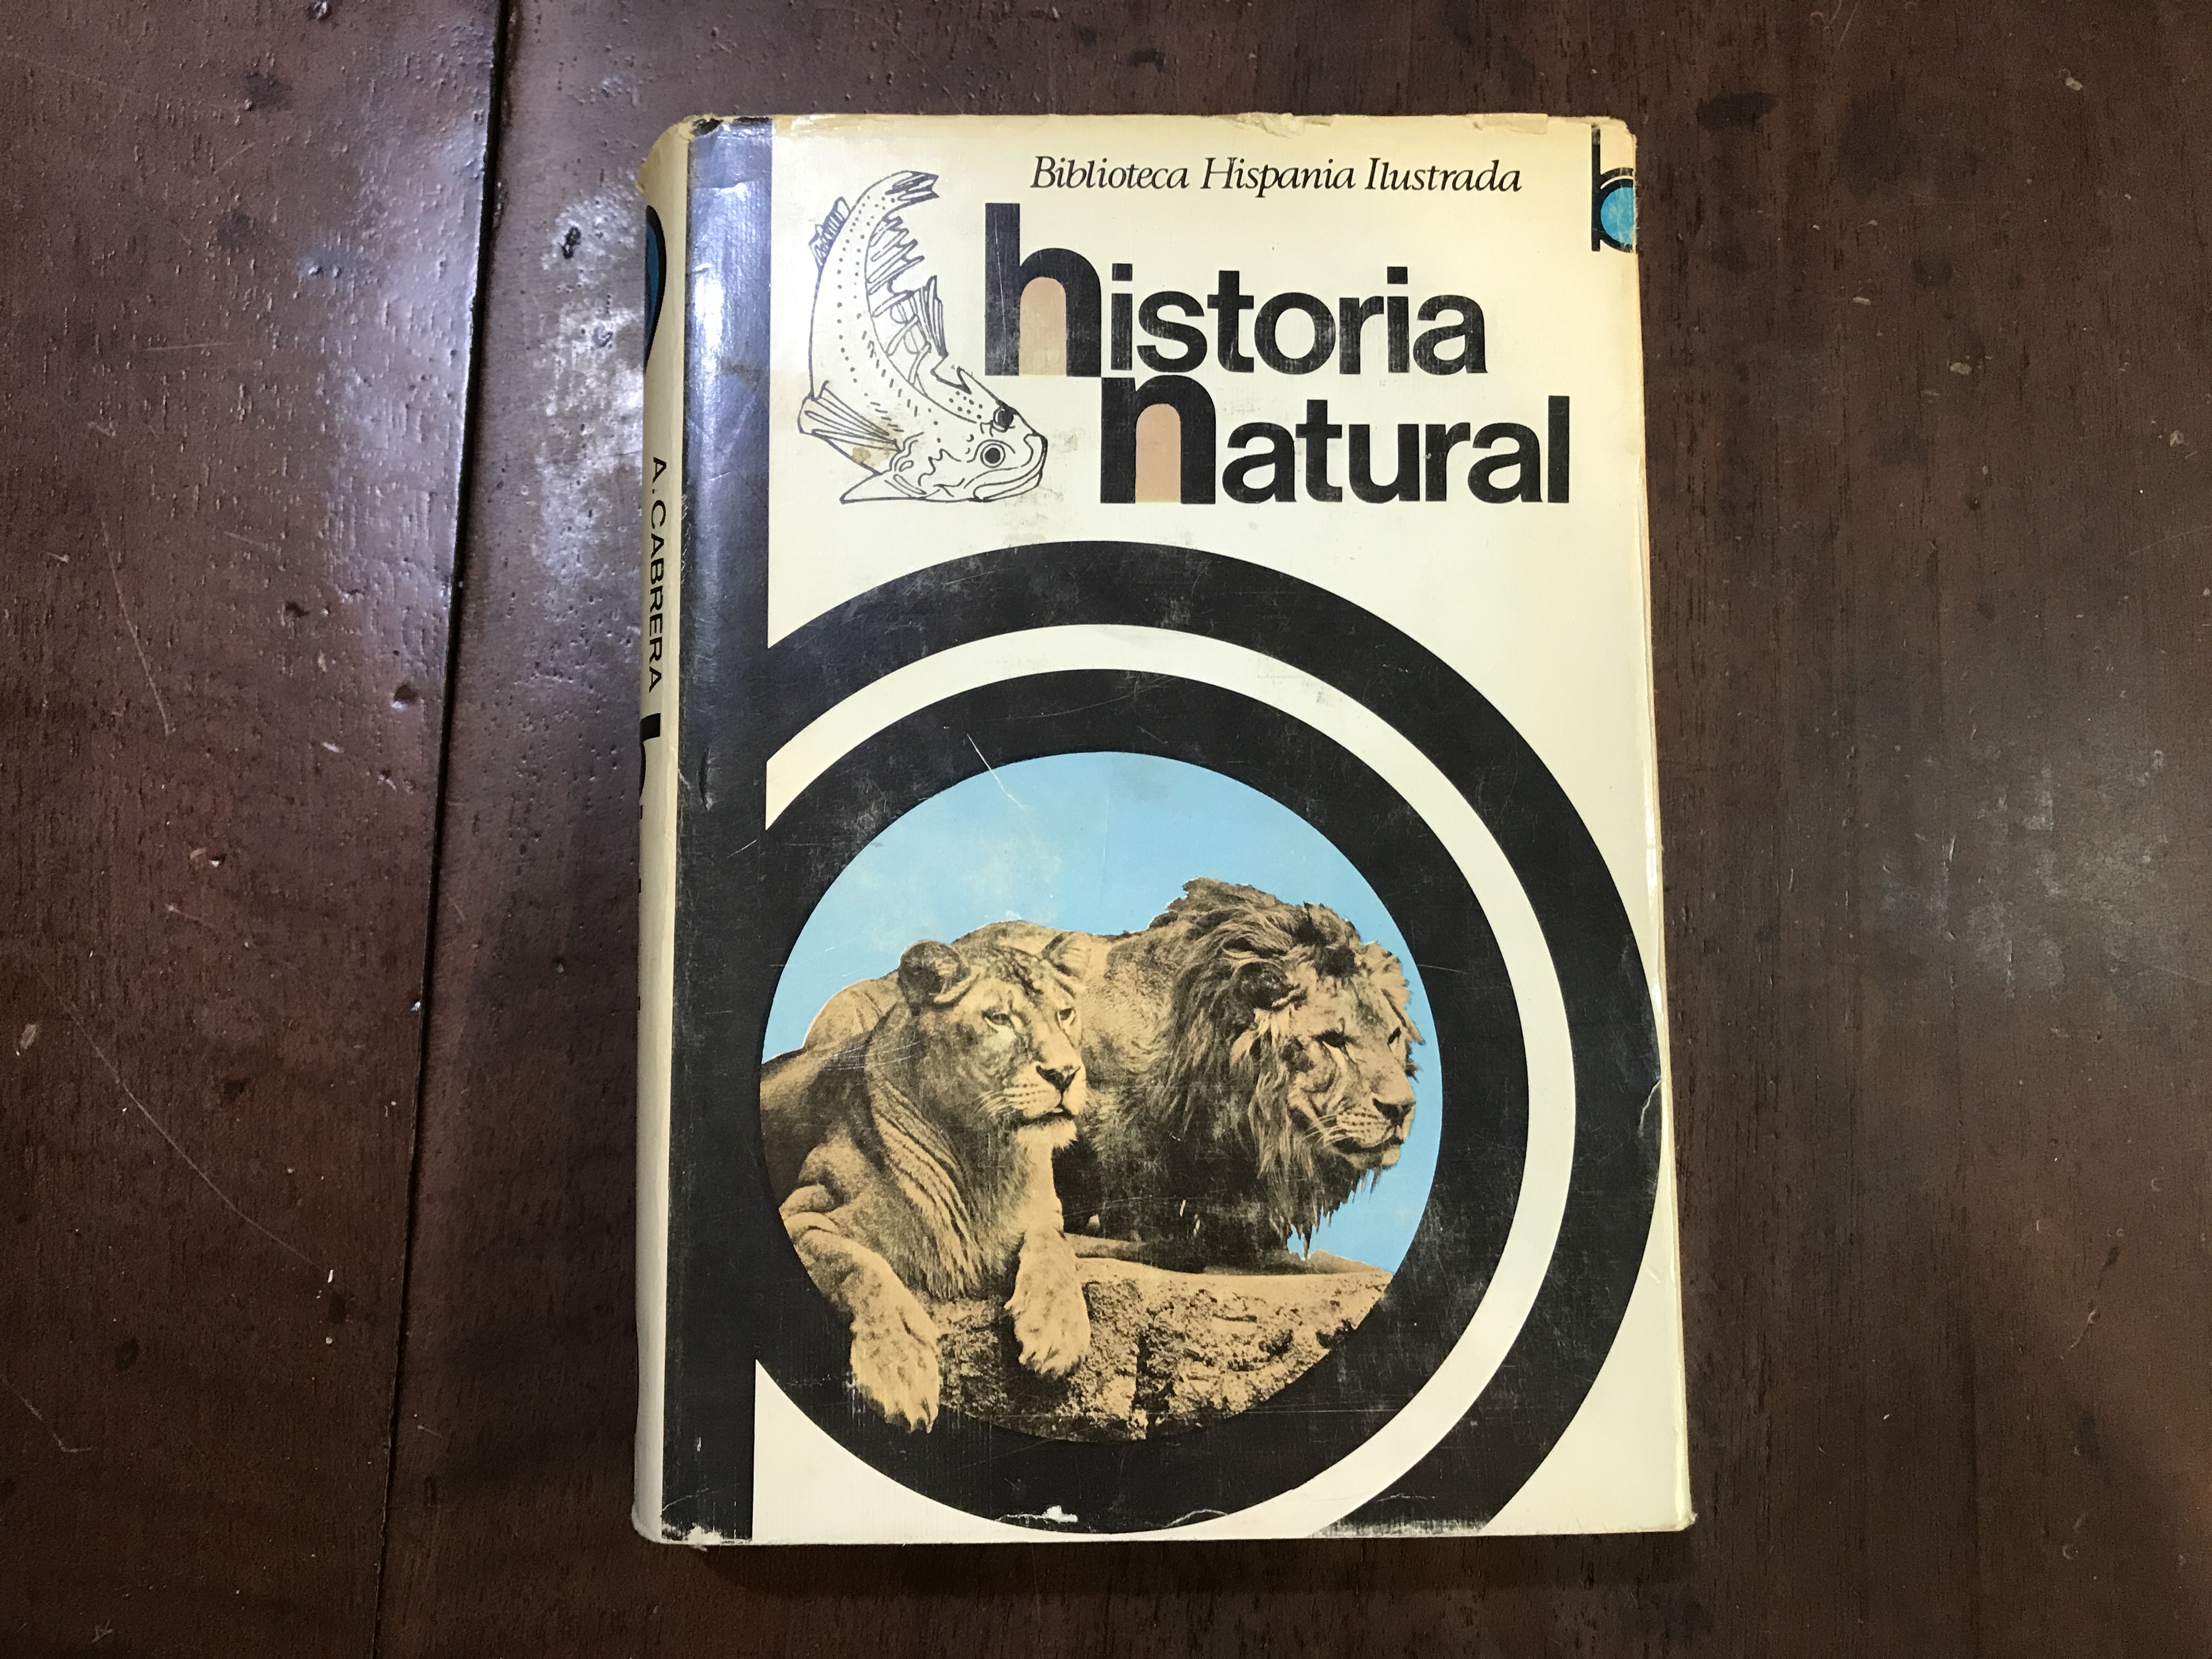 Biblioteca Hispania Ilustrada
historia
natural
A. CABRERA